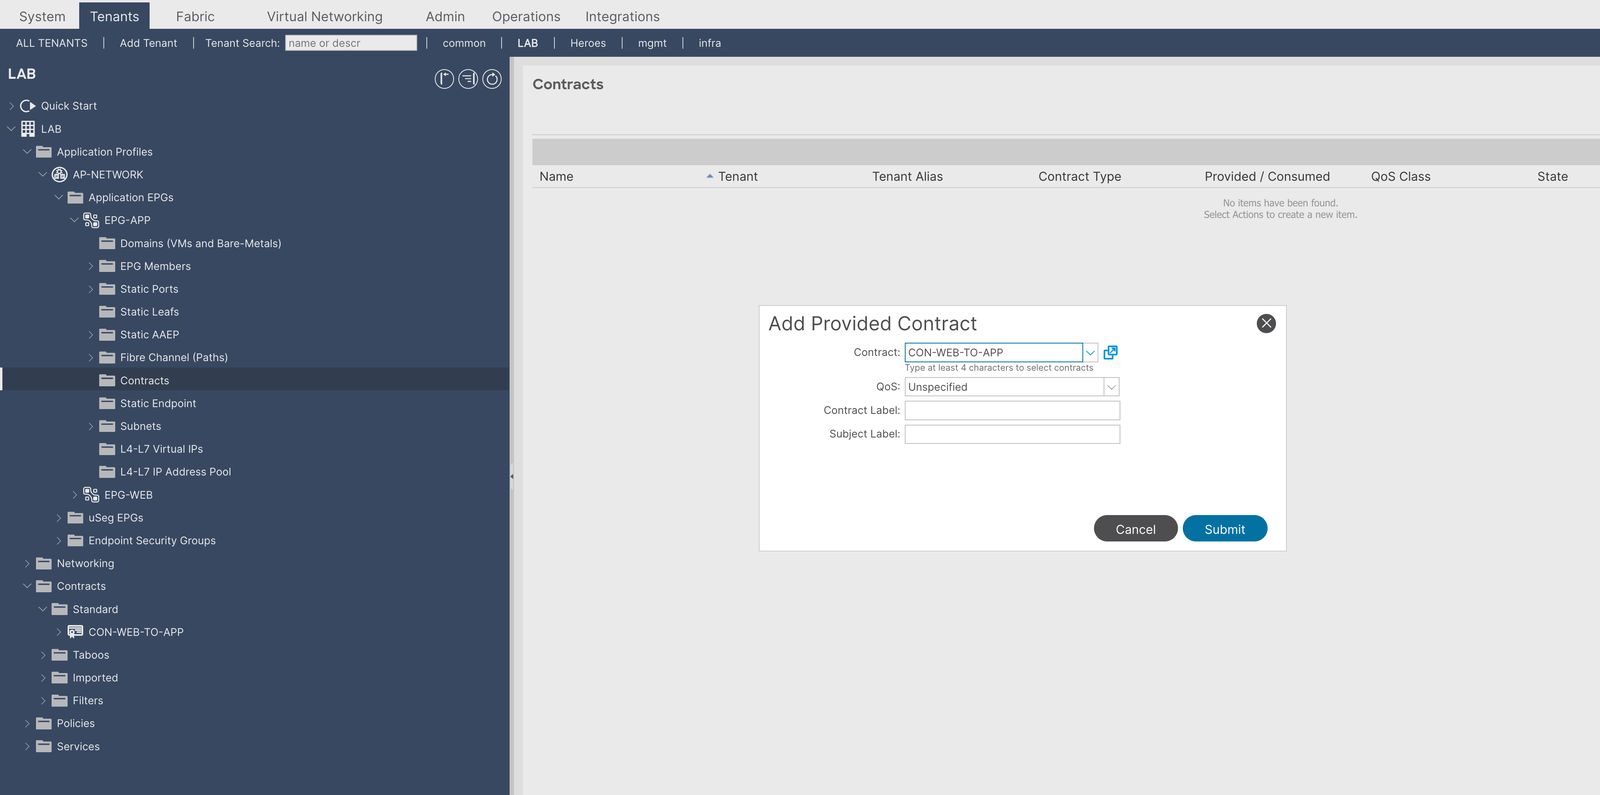 System Tenants Fabric Virtual Networking Admin Operations Integrations
ALL TENANTS | Add Tenant | Tenant Search: name or descr | common | LAB | Heroes | mgmt | infra
LAB
Quick Start
LAB
Application Profiles
AP-NETWORK
Application EPGs
EPG-APP
Domains (VMs and Bare-Metals)
EPG Members
Static Ports
Static Leafs
Static AAEP
Fibre Channel (Paths)
Contracts
Static Endpoint
Subnets
L4-L7 Virtual IPs
L4-L7 IP Address Pool
EPG-WEB
uSeg EPGs
Endpoint Security Groups
Networking
Contracts
Standard
CON-WEB-TO-APP
Taboos
Imported
Filters
Policies
Services
Contracts
Name Tenant Tenant Alias Contract Type Provided / Consumed QoS Class State
No items have been found.
Select Actions to create a new item.
Add Provided Contract
Contract: CON-WEB-TO-APP
Type at least 4 characters to select contracts
QoS: Unspecified
Contract Label:
Subject Label:
Cancel Submit